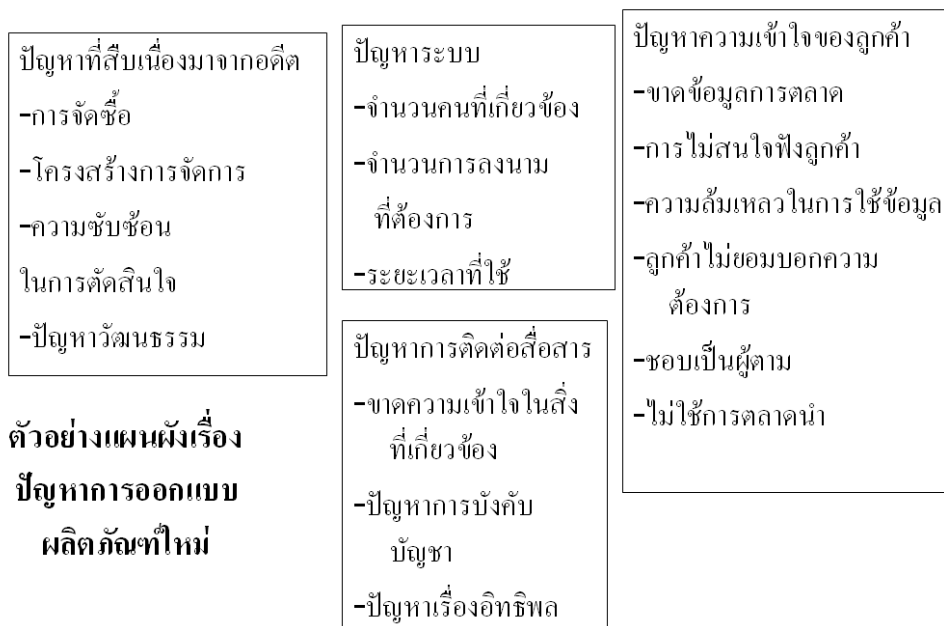 ปัญหาที่สืบเนื่องมาจากอดีต
-การจัดซื้อ
-โครงสร้างการจัดการ
-ความซับซ้อน
ในการตัดสินใจ
-ปัญหาวัฒนธรรม
ตัวอย่างแผนผังเรื่อง
ปัญหาการออกแบบ
ผลิตภัณฑ์ใหม่
ปัญหาระบบ
-จำนวนคนที่เกี่ยวข้อง
-จำนวนการลงนาม
ที่ต้องการ
-ระยะเวลาที่ใช้
ปัญหาการติดต่อสื่อสาร
-ขาดความเข้าใจในสิ่ง
ที่เกี่ยวข้อง
-ปัญหาการบังคับ
บัญชา
-ปัญหาเรื่องอิทธิพล
ปัญหาความเข้าใจของลูกค้า
-ขาดข้อมูลการตลาด
-การไม่สนใจฟังลูกค้า
-ความล้มเหลวในการใช้ข้อมูล
-ลูกค้าไม่ยอมบอกความ
ต้องการ
-ชอบเป็นผู้ตาม
-ไม่ใช้การตลาดนำ